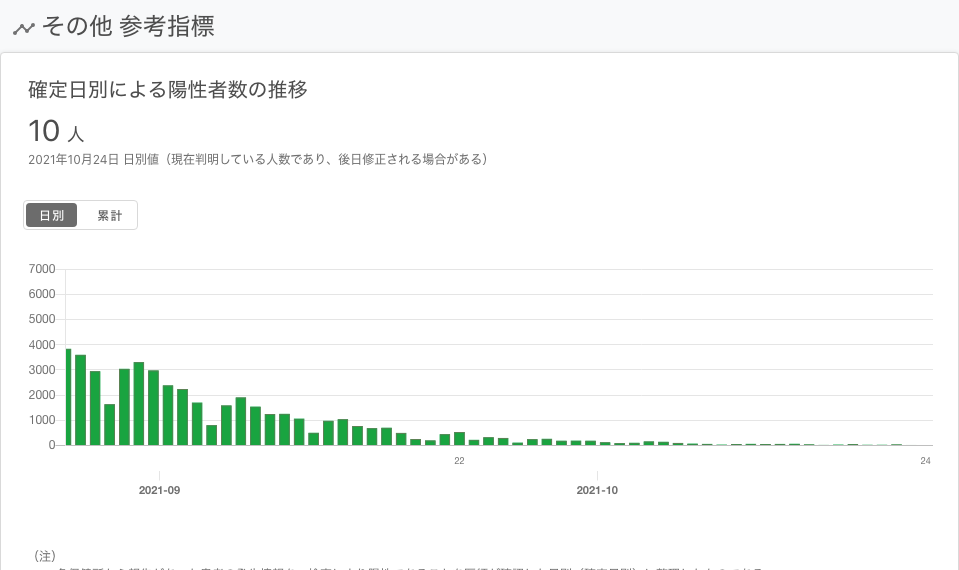 その他 参考指標
確定日別による陽性者数の推移
10 人
2021年10月24日 日別値（現在判明している人数であり、後日修正される場合がある）
日別 累計
7000
6000
5000
4000
3000
2000
1000
0
22 24
2021-09 2021-10
（注）